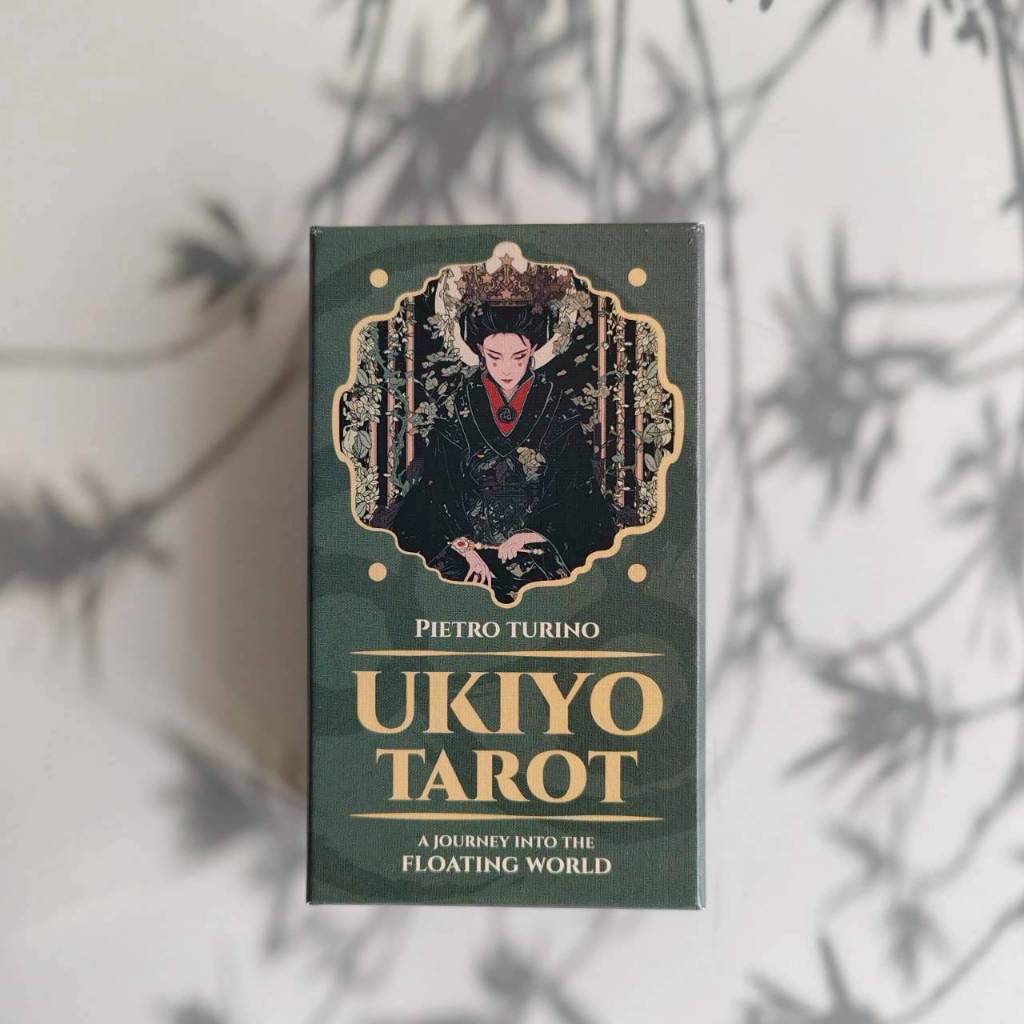 PIETRO TURINO
UKIYO
TAROT
A JOURNEY INTO THE
FLOATING WORLD